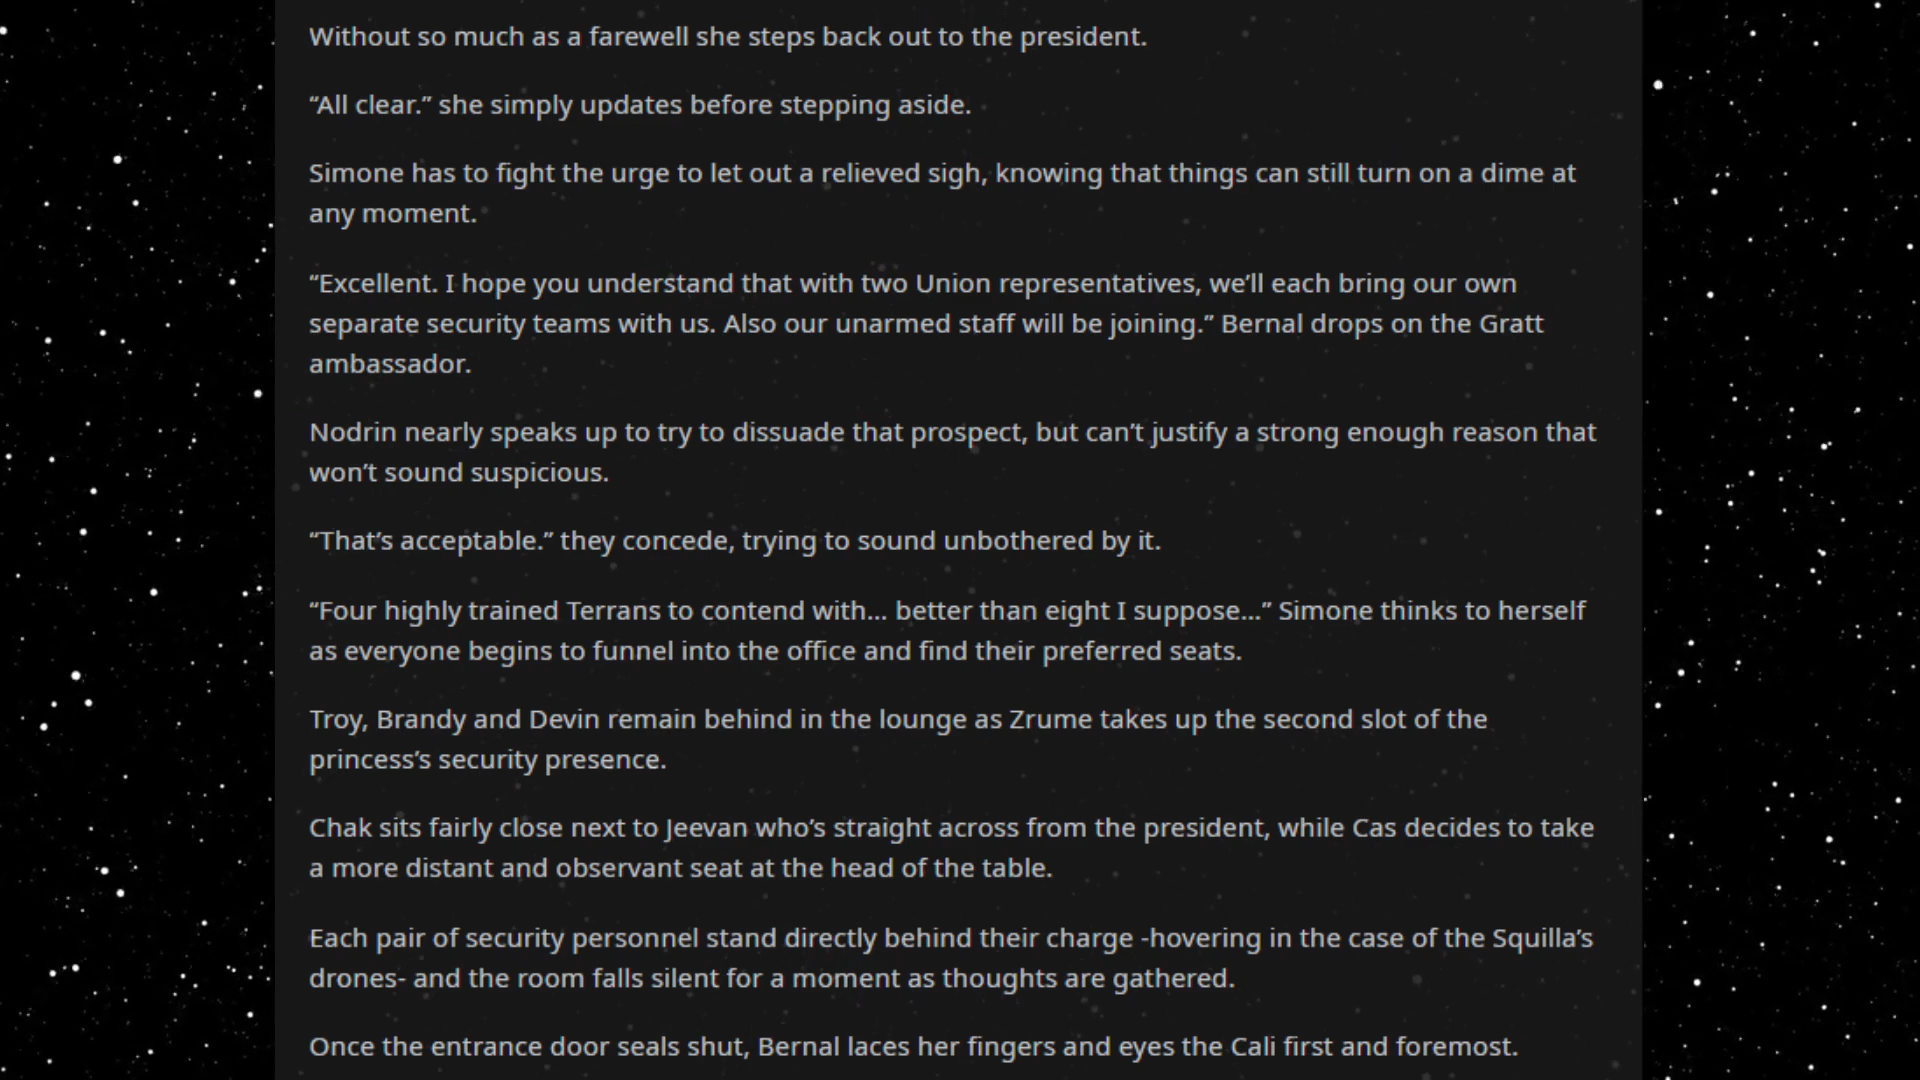 Without so much as a farewell she steps back out to the president.
“All clear.” she simply updates before stepping aside.
Simone has to fight the urge to let out a relieved sigh, knowing that things can still turn on a dime at
any moment.
“Excellent. I hope you understand that with two Union representatives, we’ll each bring our own
separate security teams with us. Also our unarmed staff will be joining.” Bernal drops on the Gratt
ambassador.
Nodrin nearly speaks up to try to dissuade that prospect, but can’t justify a strong enough reason that
won’t sound suspicious.
“That’s acceptable.” they concede, trying to sound unbothered by it.
“Four highly trained Terrans to contend with... better than eight I suppose...” Simone thinks to herself
as everyone begins to funnel into the office and find their preferred seats.
Troy, Brandy and Devin remain behind in the lounge as Zrume takes up the second slot of the
princess’s security presence.
Chak sits fairly close next to Jeevan who’s straight across from the president, while Cas decides to take
a more distant and observant seat at the head of the table.
Each pair of security personnel stand directly behind their charge -hovering in the case of the Squilla’s
drones- and the room falls silent for a moment as thoughts are gathered.
Once the entrance door seals shut, Bernal laces her fingers and eyes the Cali first and foremost.